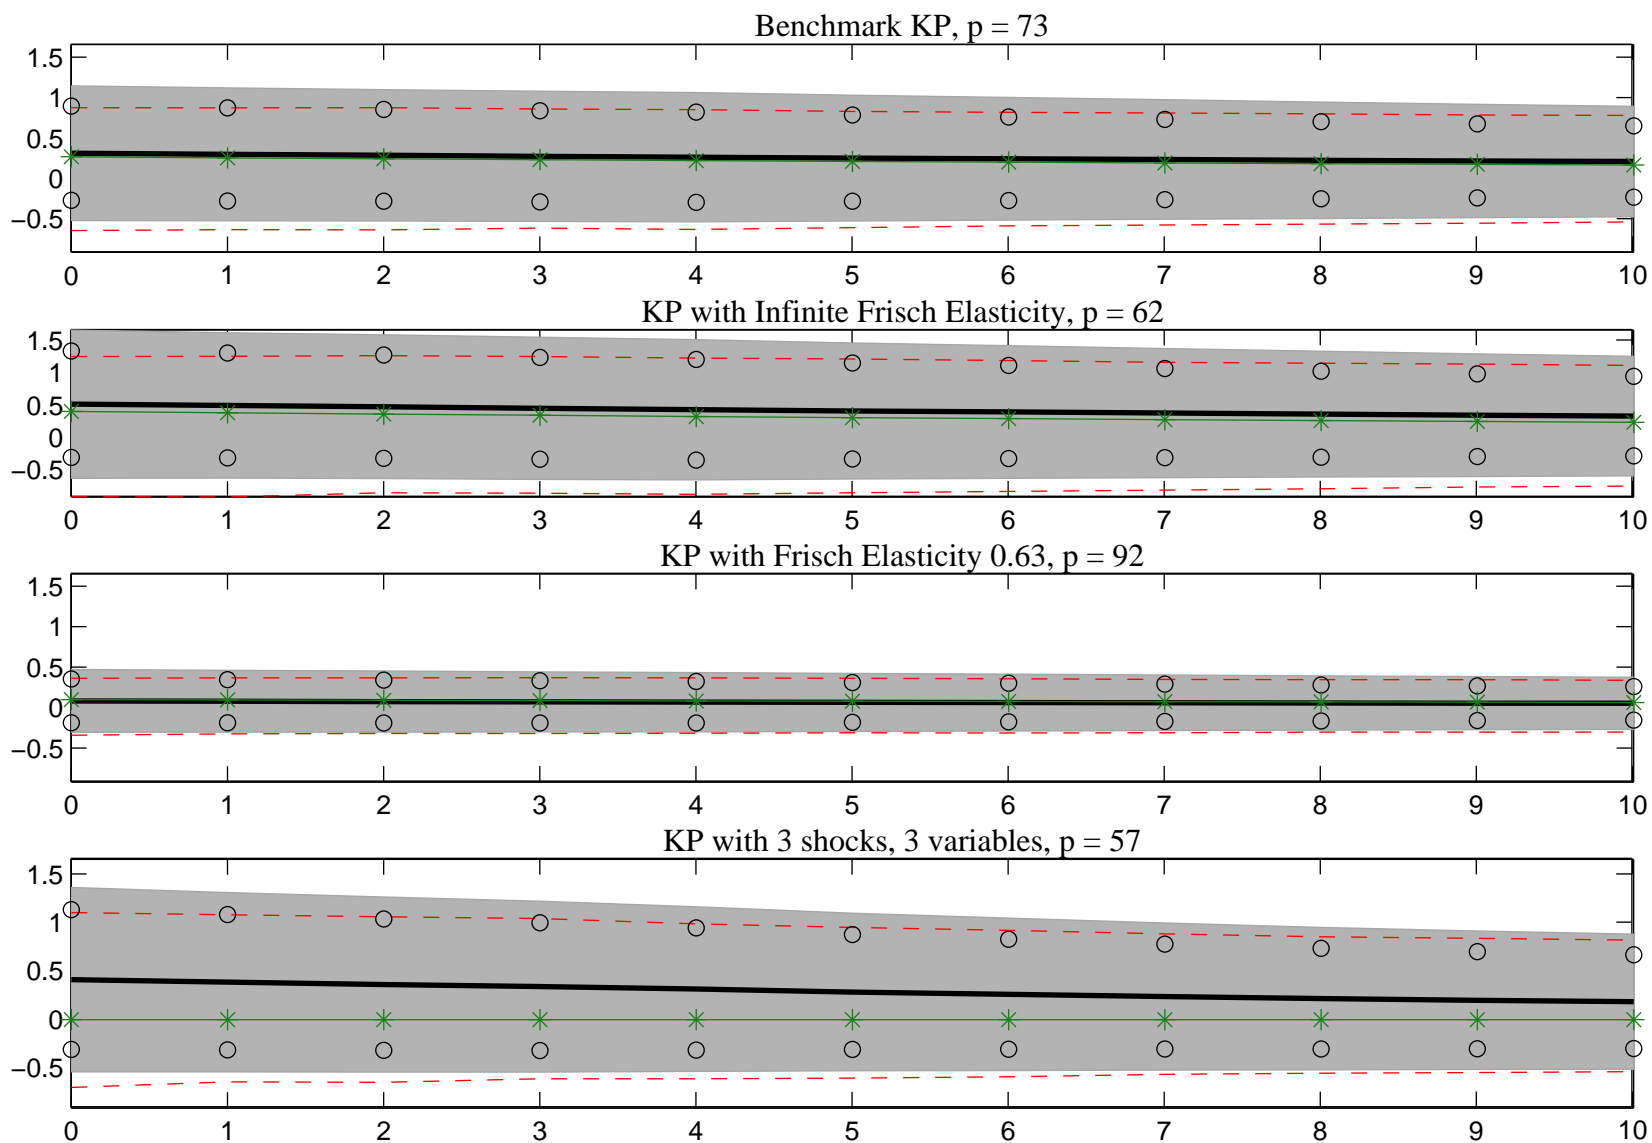 Benchmark KP, p = 73
1.5
1
0.5
0
−0.5
0 1 2 3 4 5 6 7 8 9 10
KP with Infinite Frisch Elasticity, p = 62
1.5
1
0.5
0
−0.5
0 1 2 3 4 5 6 7 8 9 10
KP with Frisch Elasticity 0.63, p = 92
1.5
1
0.5
0
−0.5
0 1 2 3 4 5 6 7 8 9 10
KP with 3 shocks, 3 variables, p = 57
1.5
1
0.5
0
−0.5
0 1 2 3 4 5 6 7 8 9 10